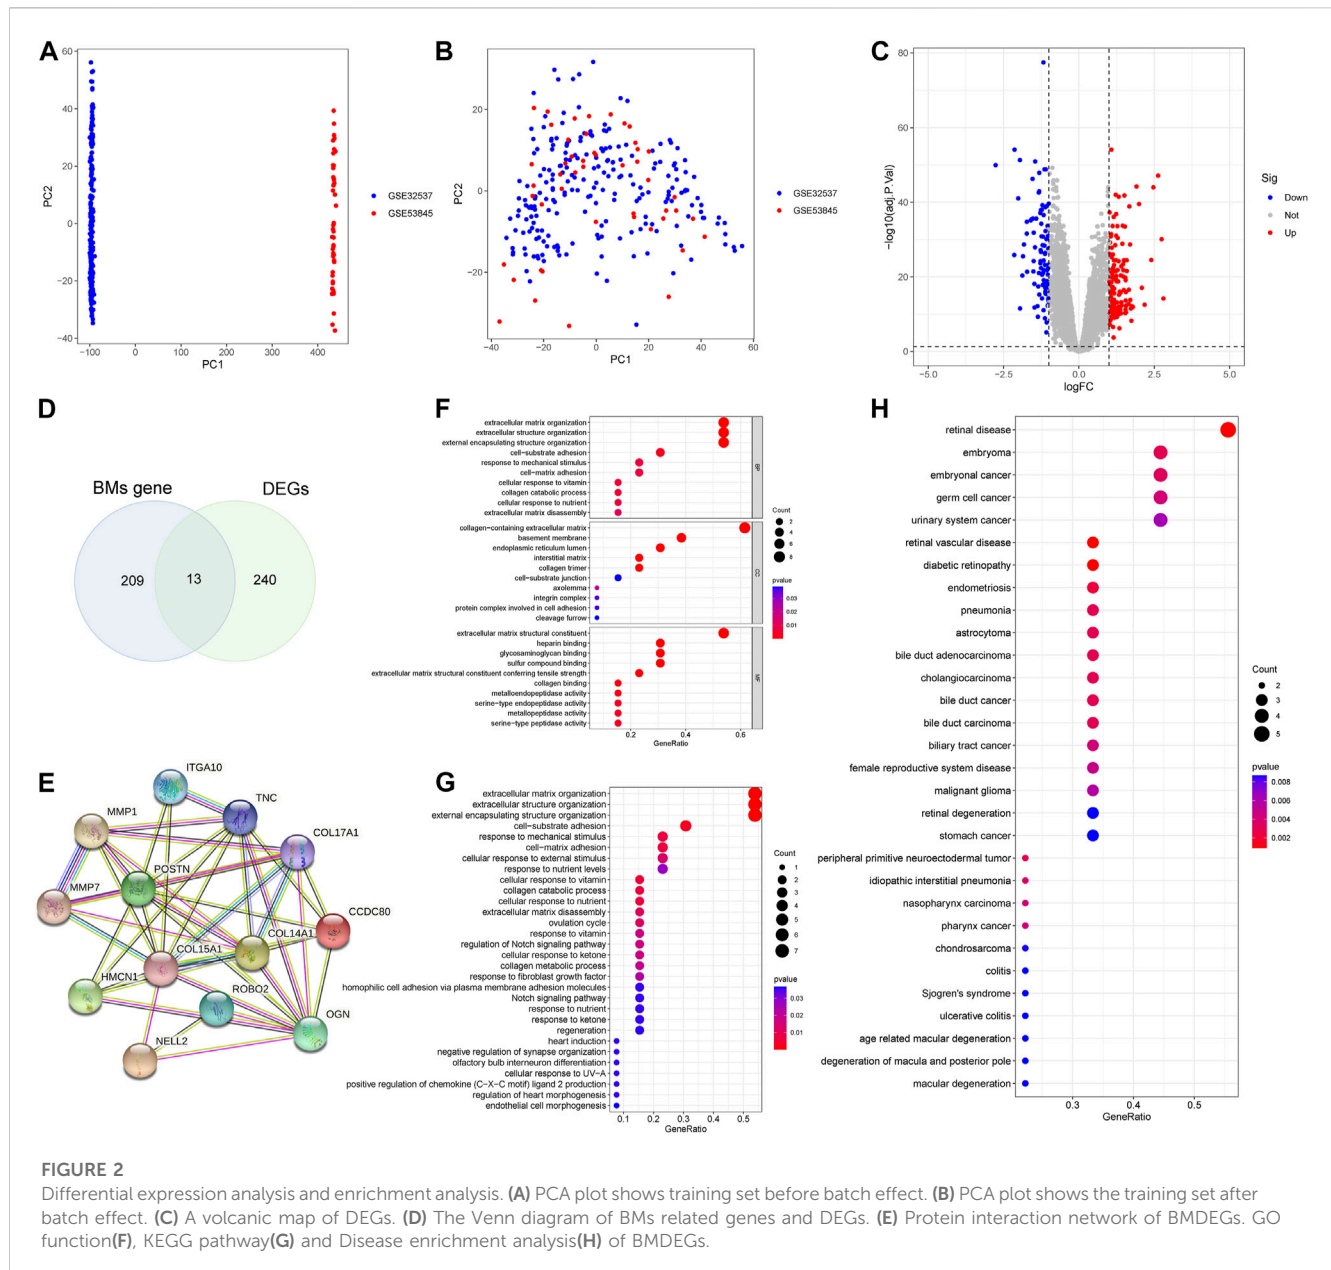 A
60
40
20
0
−20
−40
PC2
−100
0
100
200
300
400
PC1
GSE32537
GSE53845
B
20
0
−20
PC2
−40
−20
0
20
40
60
PC1
GSE32537
GSE53845
C
80
60
40
20
0
−log10(adj.P.Val)
−5.0
−2.5
0.0
2.5
5.0
logFC
Sig
Down
Not
Up
D
BMs gene
DEGs
209
13
240
E
ITGA10
TNC
MMP1
COL17A1
POSTN
MMP7
CCDC80
COL14A1
COL15A1
HMCN1
ROBO2
OGN
NELL2
F
extracellular matrix organization
extracellular structure organization
external encapsulating structure organization
cell−substrate adhesion
response to mechanical stimulus
cell−matrix adhesion
cellular response to vitamin
collagen catabolic process
cellular response to nutrient
extracellular matrix disassembly
BP
collagen−containing extracellular matrix
basement membrane
endoplasmic reticulum lumen
interstitial matrix
collagen trimer
cell−substrate junction
axolemma
integrin complex
protein complex involved in cell adhesion
cleavage furrow
CC
extracellular matrix structural constituent
heparin binding
glycosaminoglycan binding
sulfur compound binding
extracellular matrix structural constituent conferring tensile strength
collagen binding
metalloendopeptidase activity
serine−type endopeptidase activity
metallopeptidase activity
serine−type peptidase activity
MF
0.2
0.4
0.6
GeneRatio
Count
2
4
6
8
pvalue
0.03
0.02
0.01
G
extracellular matrix organization
extracellular structure organization
external encapsulating structure organization
cell−substrate adhesion
response to mechanical stimulus
cell−matrix adhesion
cellular response to external stimulus
response to nutrient levels
cellular response to vitamin
collagen catabolic process
cellular response to nutrient
extracellular matrix disassembly
ovulation cycle
response to vitamin
regulation of Notch signaling pathway
cellular response to ketone
collagen metabolic process
response to fibroblast growth factor
homophilic cell adhesion via plasma membrane adhesion molecules
Notch signaling pathway
response to nutrient
response to ketone
regeneration
heart induction
negative regulation of synapse organization
olfactory bulb interneuron differentiation
cellular response to UV−A
positive regulation of chemokine (C−X−C motif) ligand 2 production
regulation of heart morphogenesis
endothelial cell morphogenesis
0.1
0.2
0.3
0.4
0.5
GeneRatio
Count
1
2
3
4
5
6
7
pvalue
0.03
0.02
0.01
H
retinal disease
embryoma
embryonal cancer
germ cell cancer
urinary system cancer
retinal vascular disease
diabetic retinopathy
endometriosis
pneumonia
astrocytoma
bile duct adenocarcinoma
cholangiocarcinoma
bile duct cancer
bile duct carcinoma
biliary tract cancer
female reproductive system disease
malignant glioma
retinal degeneration
stomach cancer
peripheral primitive neuroectodermal tumor
idiopathic interstitial pneumonia
nasopharynx carcinoma
pharynx cancer
chondrosarcoma
colitis
Sjogren's syndrome
ulcerative colitis
age related macular degeneration
degeneration of macula and posterior pole
macular degeneration
0.3
0.4
0.5
GeneRatio
Count
2
3
4
5
pvalue
0.008
0.006
0.004
0.002
FIGURE 2
Differential expression analysis and enrichment analysis. (A) PCA plot shows training set before batch effect. (B) PCA plot shows the training set after
batch effect. (C) A volcanic map of DEGs. (D) The Venn diagram of BMs related genes and DEGs. (E) Protein interaction network of BMDEGs. GO
function(F), KEGG pathway(G) and Disease enrichment analysis(H) of BMDEGs.